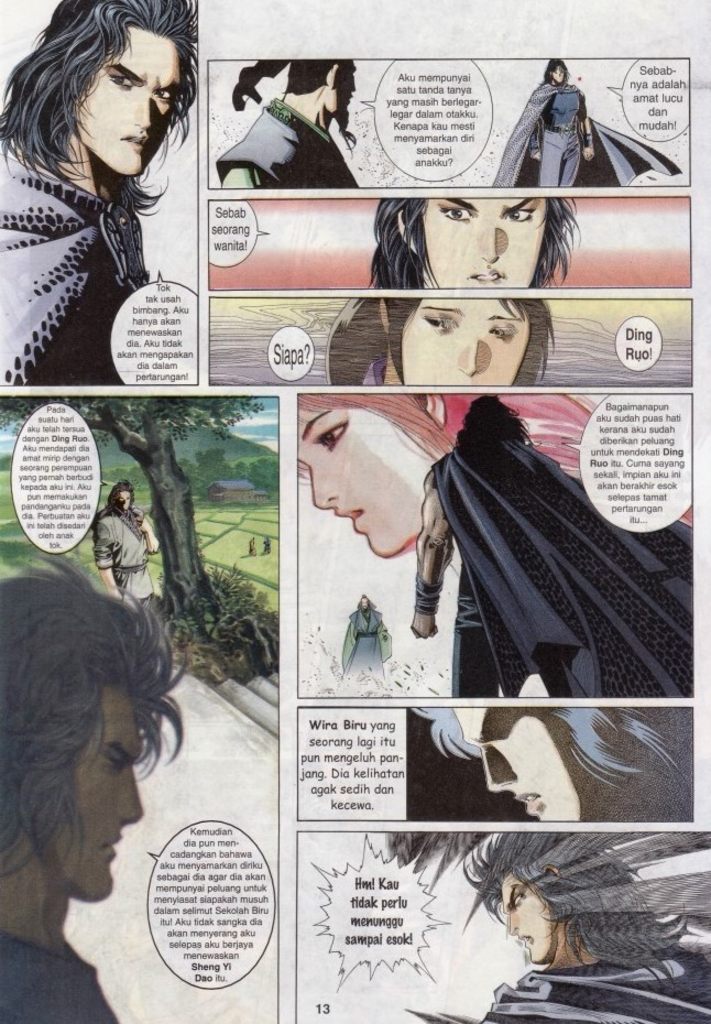 Tok
tak usah
bimbang. Aku
hanya akan
menewaskan
dia. Aku tidak
akan mengapakan
dia dalam
pertarungan!
Aku mempunyai
satu tanda tanya
yang masih berlegar-
legar dalam otakku.
Kenapa kau mesti
menyamarkan diri
sebagai
anakku?
Sebab-
nya adalah
amat lucu
dan
mudah!
Sebab
seorang
wanita!
Siapa?
Ding
Ruo!
Pada
suatu hari
aku telah tersua
dengan Ding Ruo.
Aku mendapati dia
amat mirip dengan
seorang perempuan
yang pernah berbudi
kepada aku ini. Aku
pun memakukan
pandanganku kepada
dia. Perbuatan aku
ini telah disedari
oleh anak
tok.
Kemudian
dia pun men-
cadangkan bahawa
aku menyamarkan diriku
sebagai dia agar dia akan
mempunyai peluang untuk
menyiasat siapakah musuh
dalam selimut Sekolah Biru
itu! Aku tidak sangka dia
akan menyerang aku
selepas aku berjaya
menewaskan
Sheng Yi
Dao itu.
Bagaimanapun
aku sudah puas hati
kerana aku sudah
diberikan peluang
untuk mendekati Ding
Ruo itu. Cuma sayang
sekali, impian aku ini
akan berakhir esok
selepas tamat
pertarungan
itu...
Wira Biru yang
seorang lagi itu
pun mengeluh pan-
jang. Dia kelihatan
agak sedih dan
kecewa.
Hm! Kau
tidak perlu
menunggu
sampai esok!
13